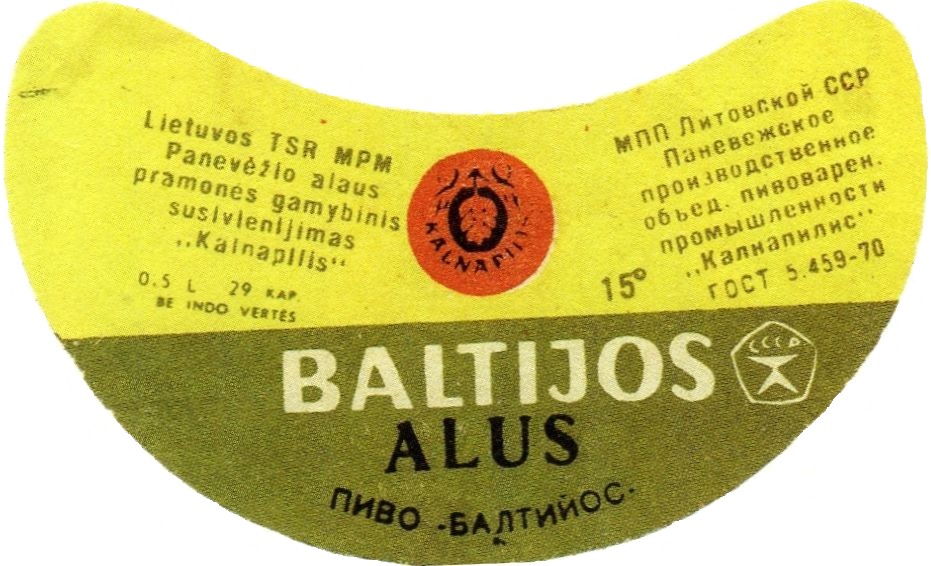 Lietuvos TSR MPM
Panevėžio alaus
pramonės gamybinis
susivienijimas
„Kalnapilis“
0.5 L 29 KAP.
BE INDO VERTĖS
KALNAPILIS
МПП Литовской ССР
Паневежское
производственное
объед. пивоварен.
промышленности
„Калнапилис“
15° ГОСТ 5.459-70
BALTIJOS
СССР
ALUS
ПИВО -БАЛТИЙОС-